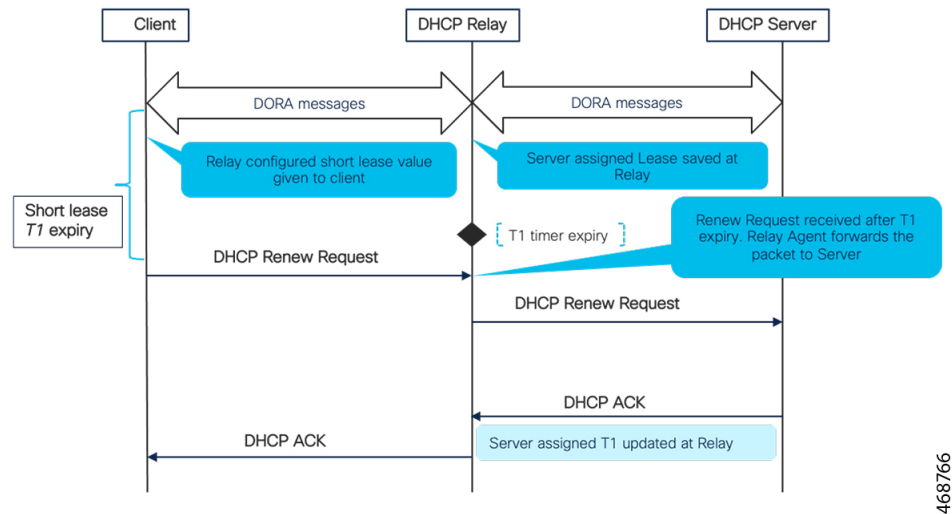 Client
DHCP Relay
DHCP Server
DORA messages
DORA messages
Relay configured short lease value
given to client
Server assigned Lease saved at
Relay
Short lease
T1 expiry
T1 timer expiry
Renew Request received after T1
expiry. Relay Agent forwards the
packet to Server
DHCP Renew Request
DHCP Renew Request
DHCP ACK
DHCP ACK
Server assigned T1 updated at Relay
468766